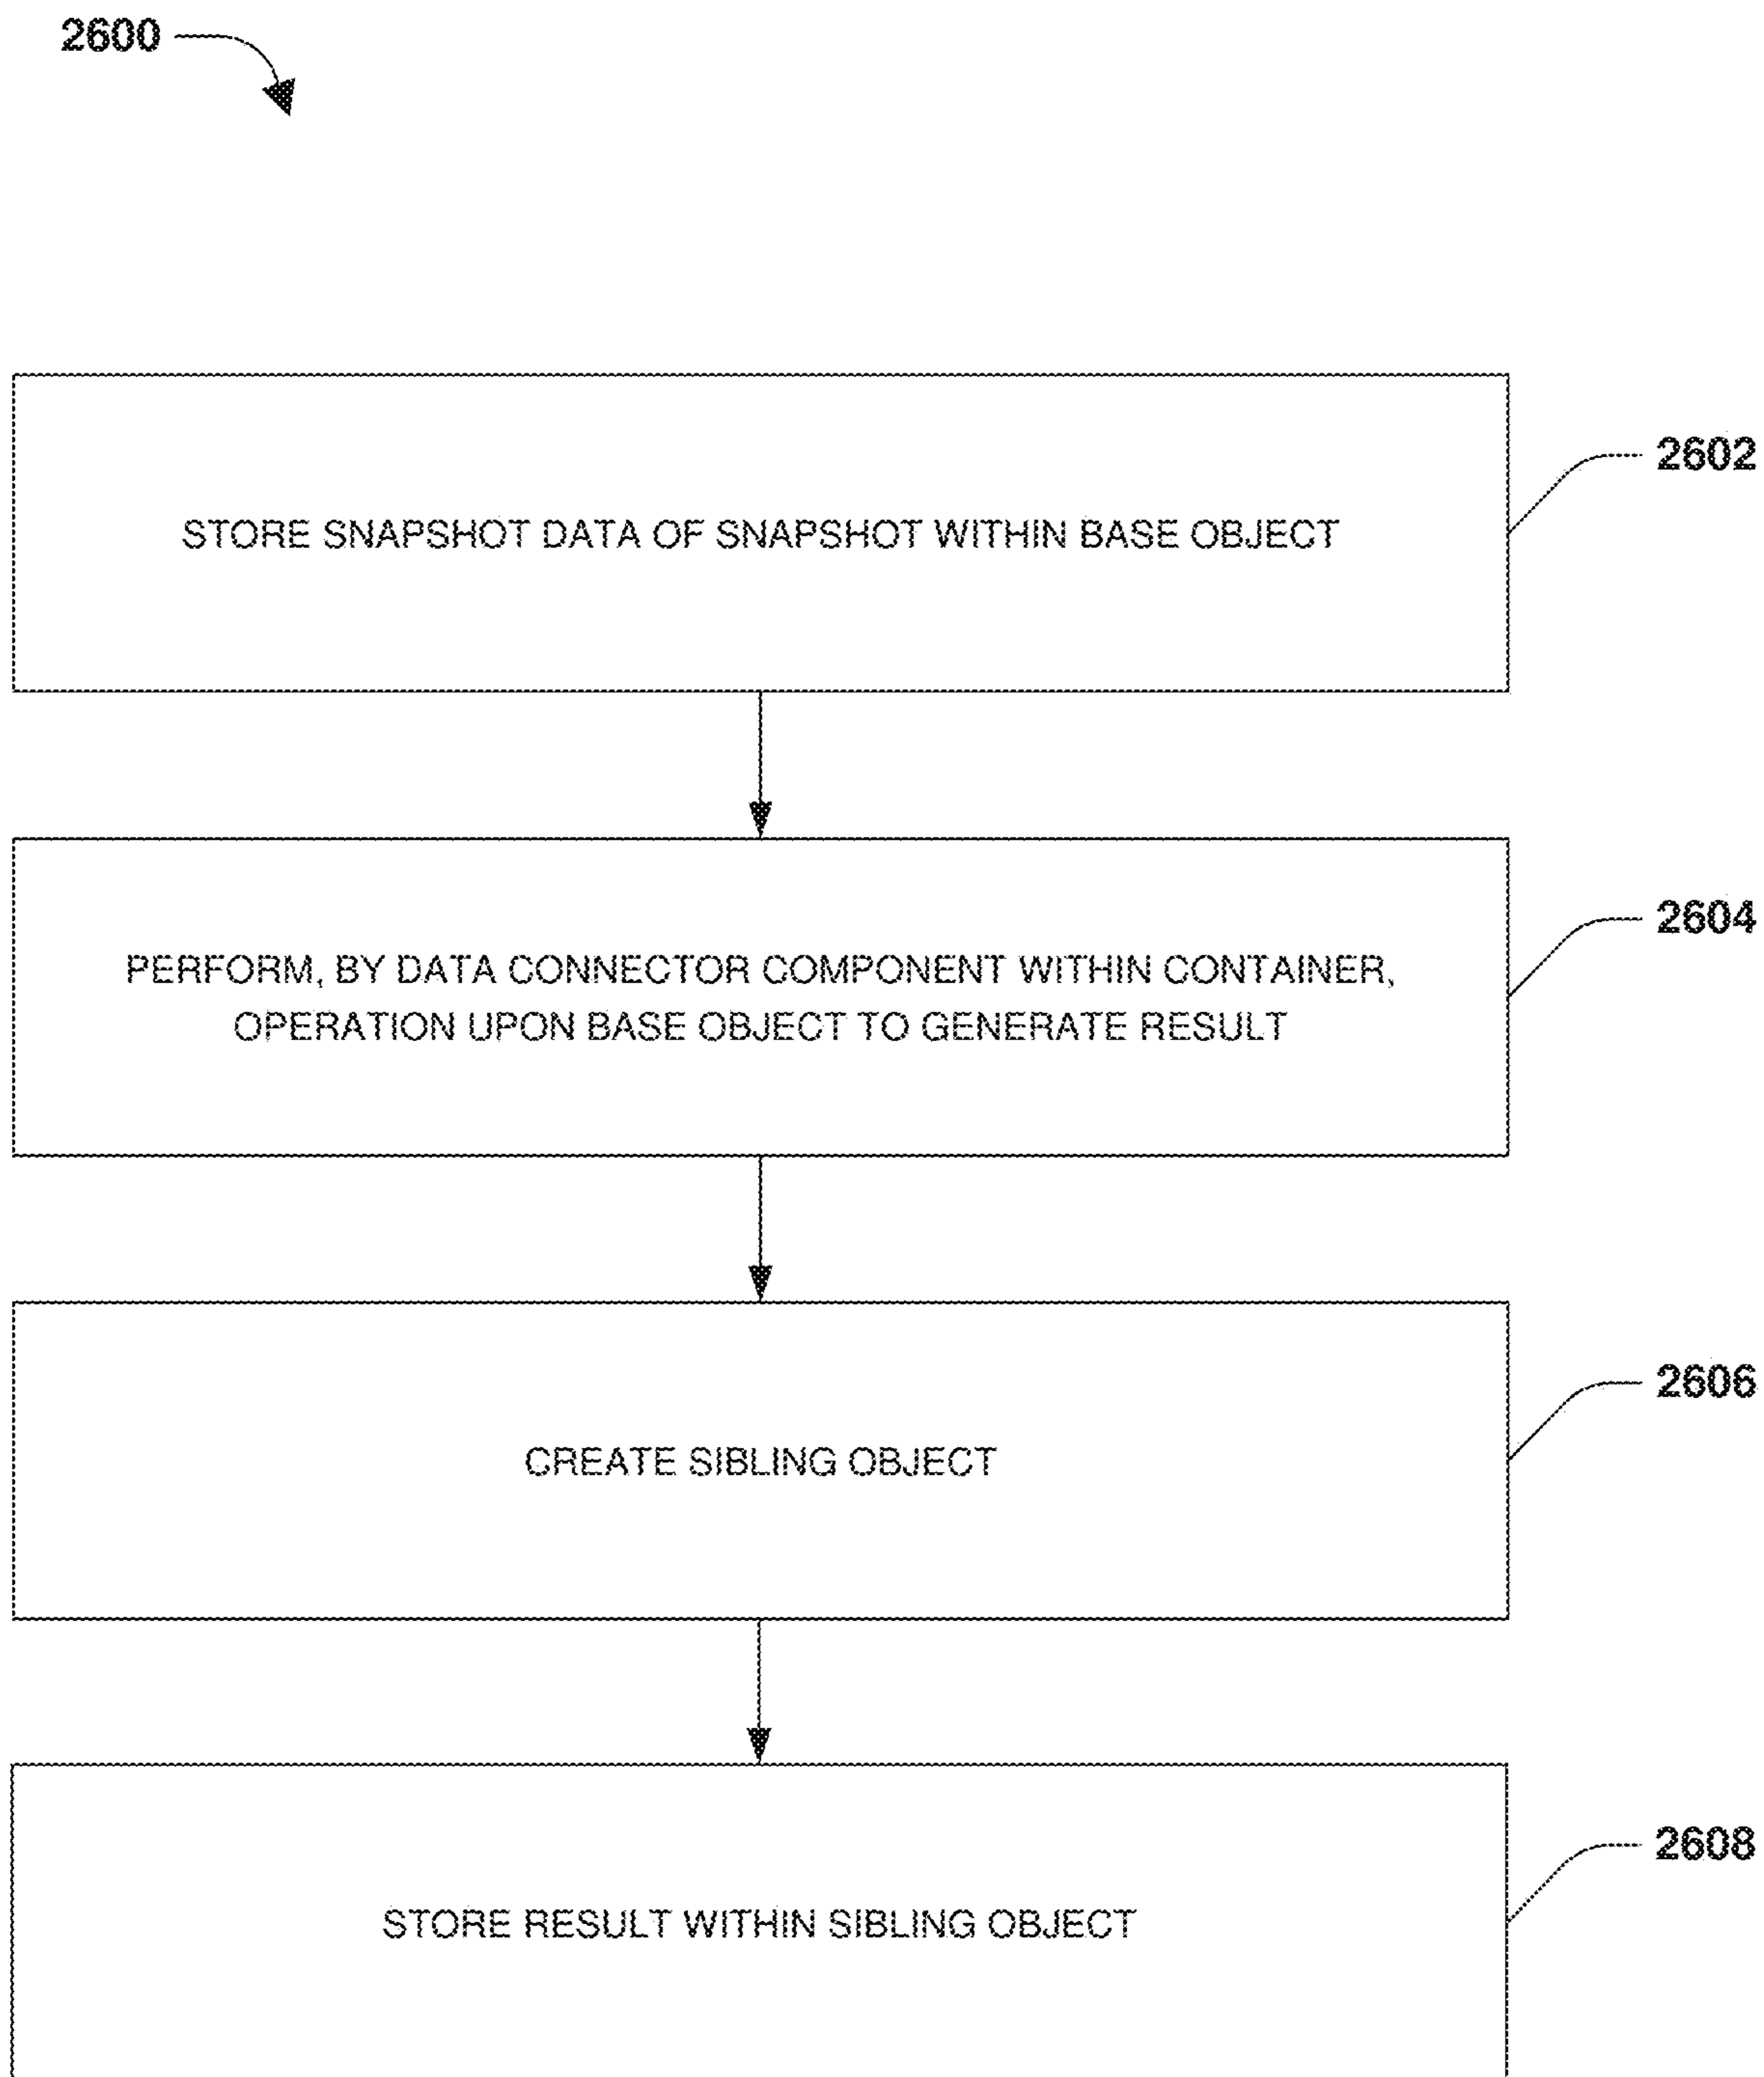 2600
STORE SNAPSHOT DATA OF SNAPSHOT WITHIN BASE OBJECT
2602
PERFORM, BY DATA CONNECTOR COMPONENT WITHIN CONTAINER,
OPERATION UPON BASE OBJECT TO GENERATE RESULT
2604
CREATE SIBLING OBJECT
2606
STORE RESULT WITHIN SIBLING OBJECT
2608